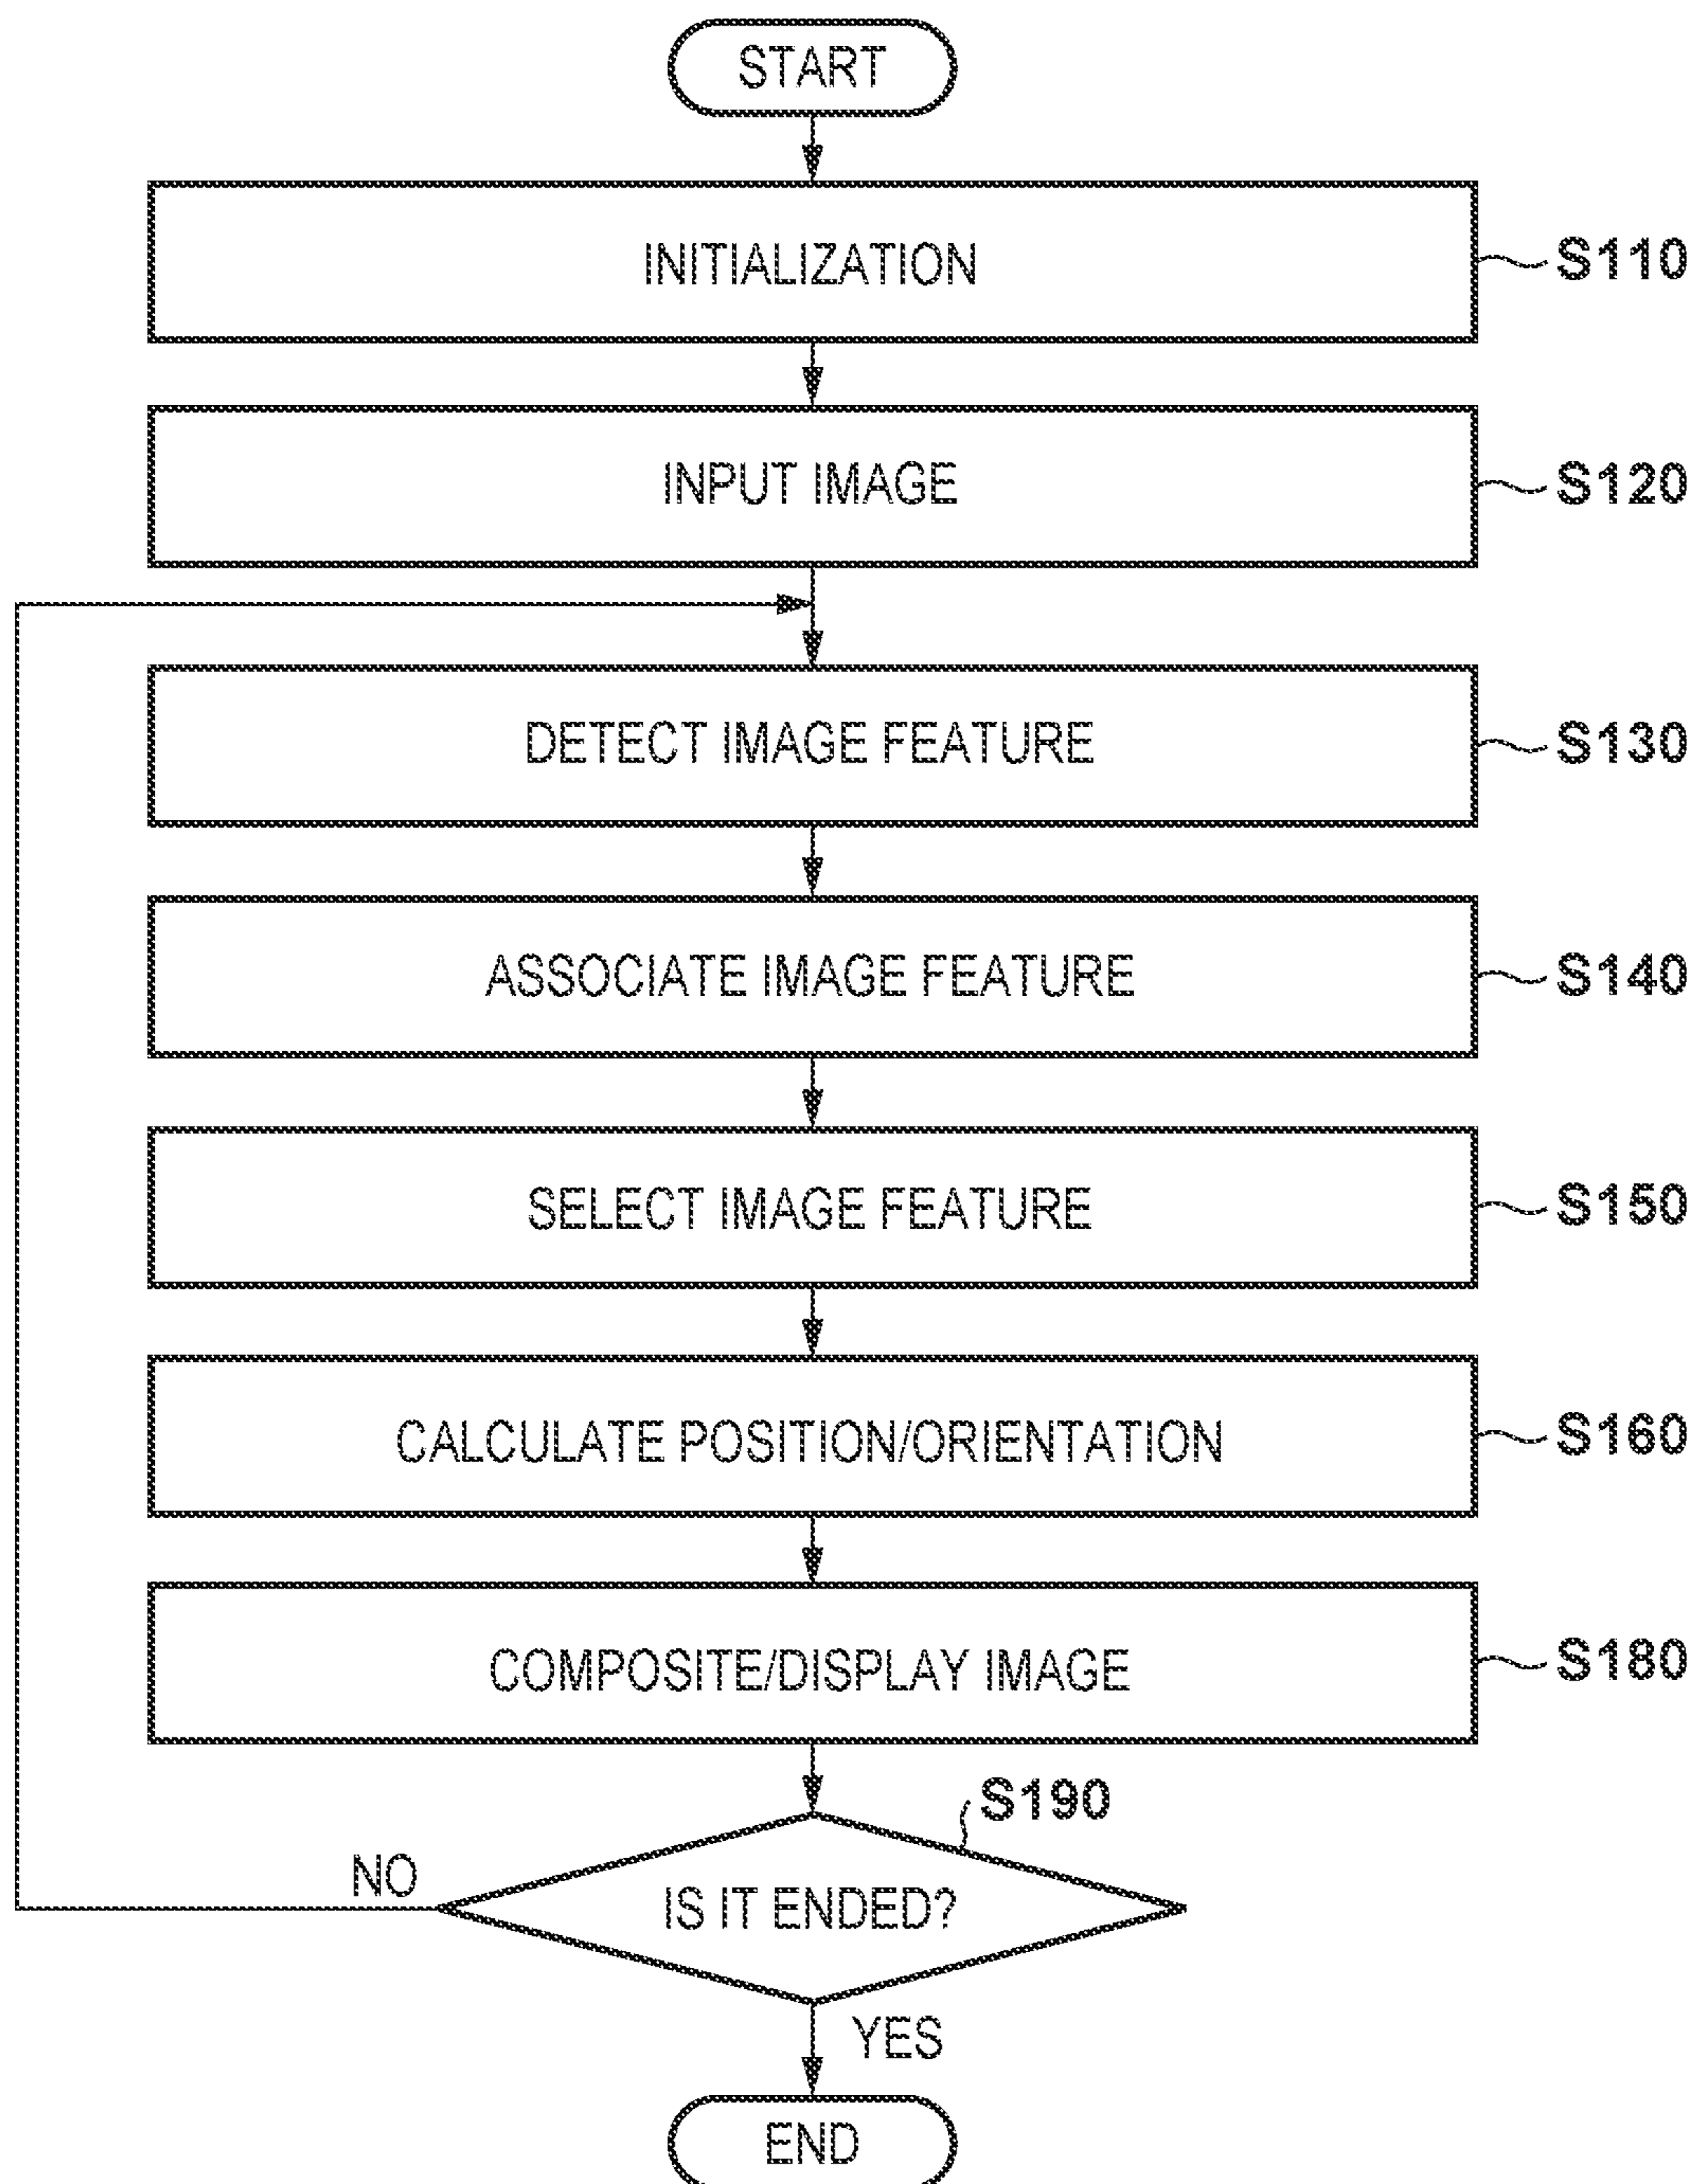 START
INITIALIZATION
S110
INPUT IMAGE
S120
DETECT IMAGE FEATURE
S130
ASSOCIATE IMAGE FEATURE
S140
SELECT IMAGE FEATURE
S150
CALCULATE POSITION/ORIENTATION
S160
COMPOSITE/DISPLAY IMAGE
S180
S190
NO
IS IT ENDED?
YES
END